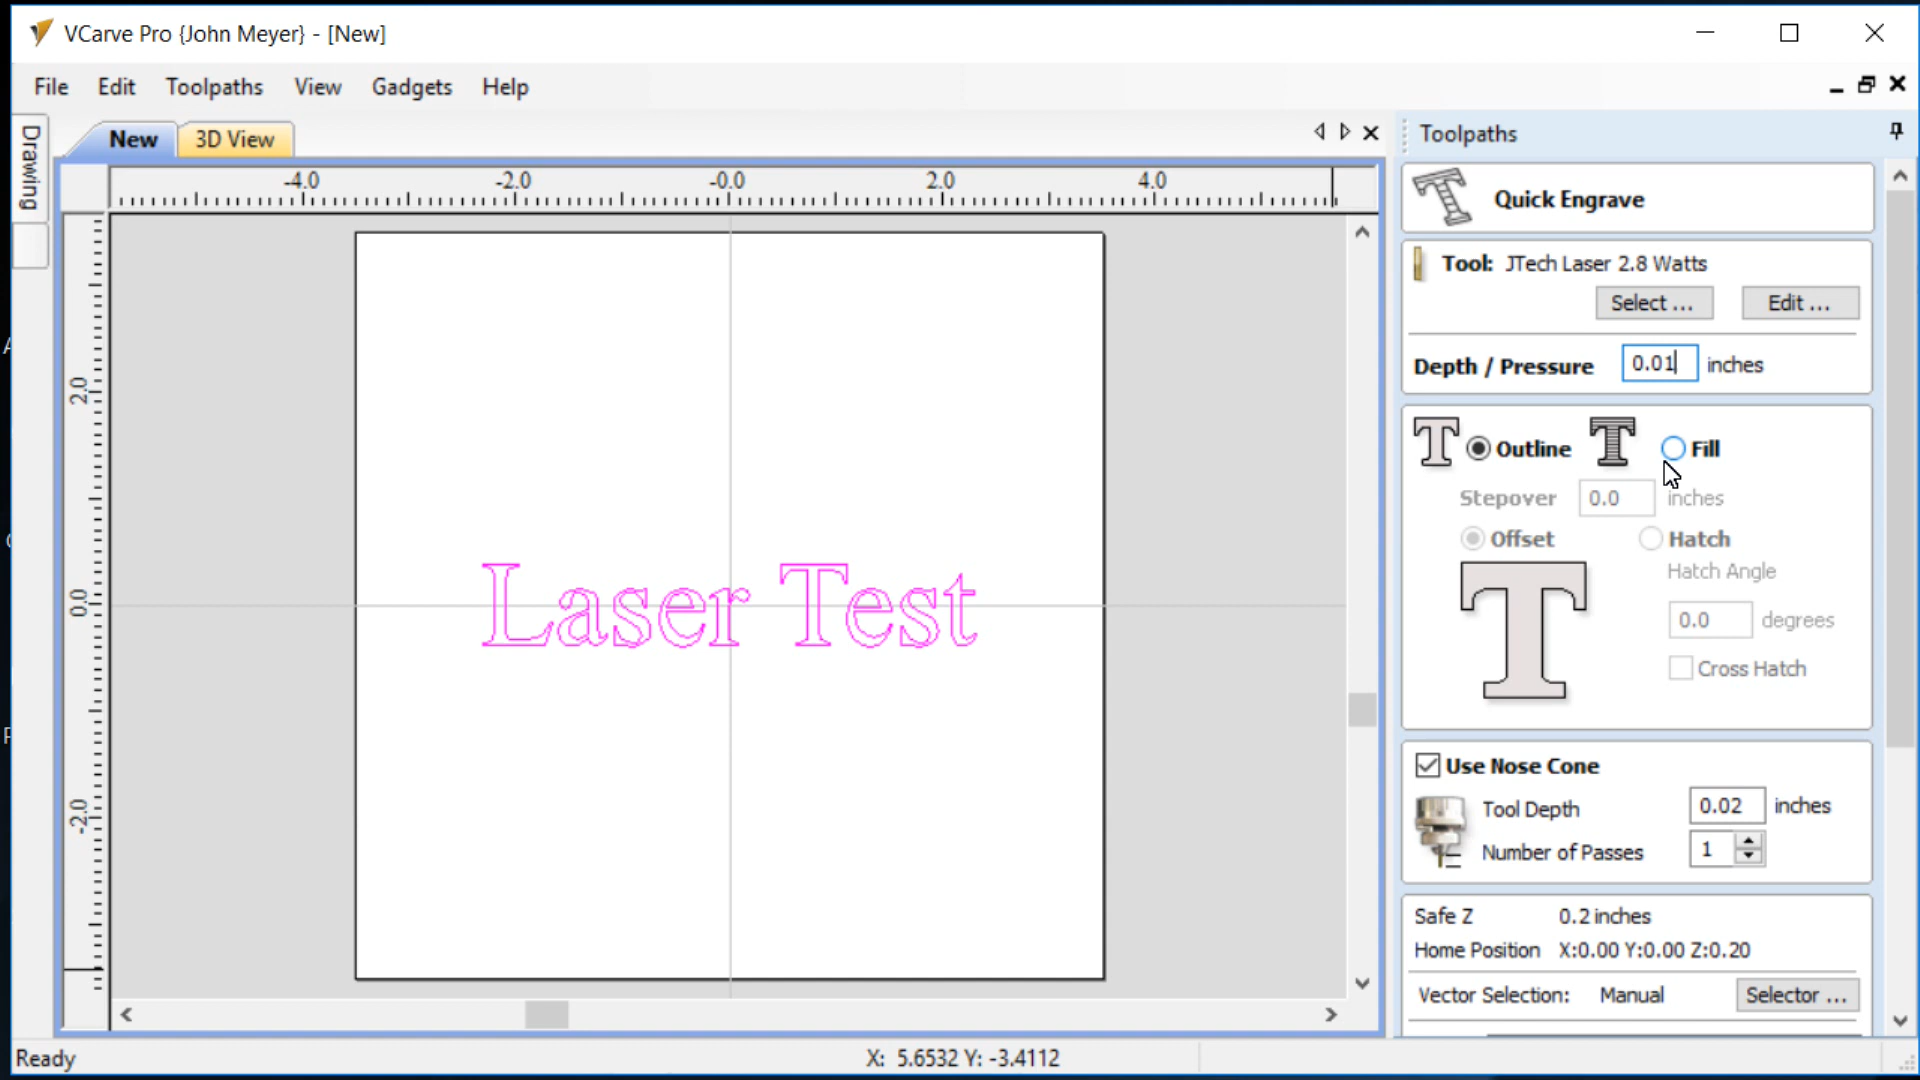 VCarve Pro {John Meyer} - [New]
File Edit Toolpaths View Gadgets Help
Drawing
New 3D View
-4.0 -2.0 -0.0 2.0 4.0
2.0
0.0
-2.0
Laser Test
Toolpaths
Quick Engrave
Tool: JTech Laser 2.8 Watts
Select ... Edit ...
Depth / Pressure 0.01 inches
Outline Fill
Stepover 0.0 inches
Offset Hatch
Hatch Angle
0.0 degrees
Cross Hatch
Use Nose Cone
Tool Depth 0.02 inches
Number of Passes 1
Safe Z 0.2 inches
Home Position X:0.00 Y:0.00 Z:0.20
Vector Selection: Manual Selector ...
Ready X: 5.6532 Y: -3.4112